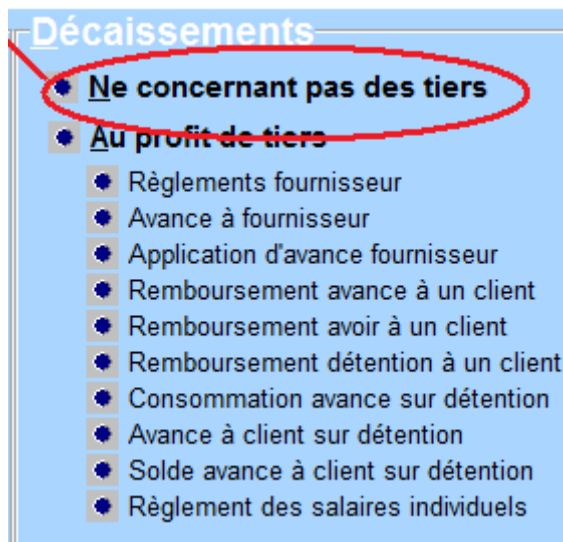 Décaissements
Ne concernant pas des tiers
Au profit de tiers
Règlements fournisseur
Avance à fournisseur
Application d'avance fournisseur
Remboursement avance à un client
Remboursement avoir à un client
Remboursement détention à un client
Consommation avance sur détention
Avance à client sur détention
Solde avance à client sur détention
Règlement des salaires individuels